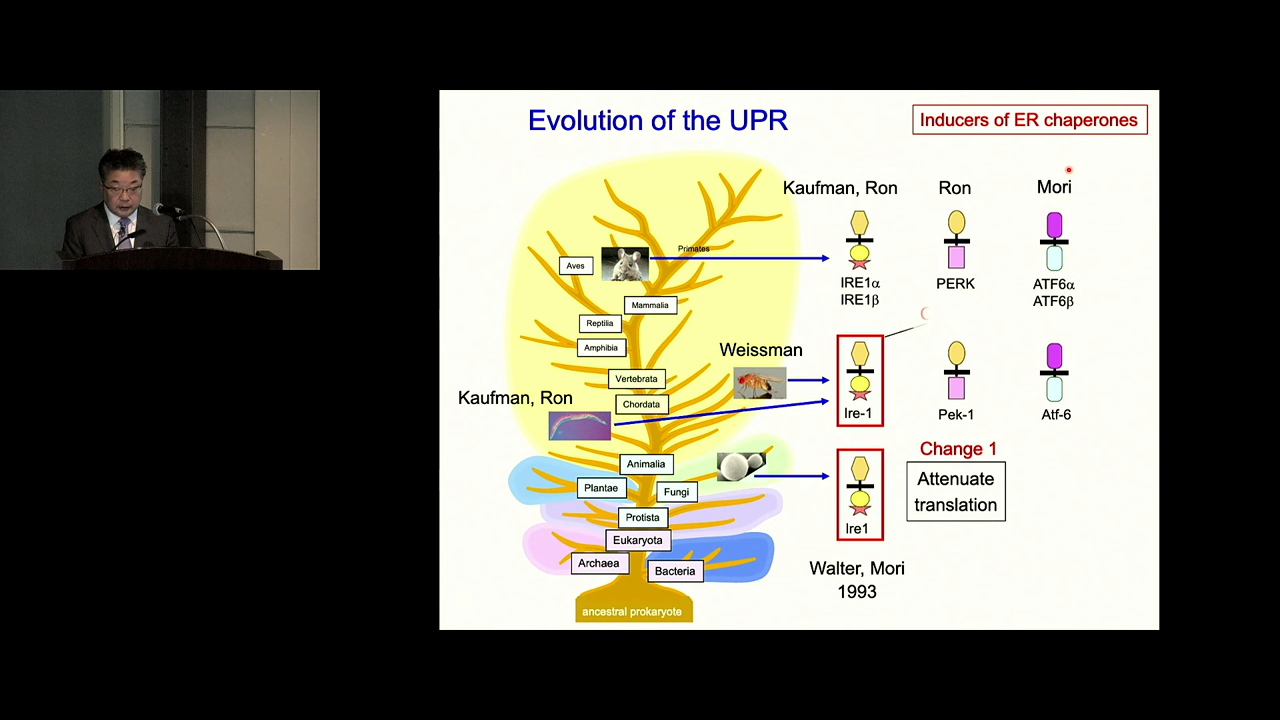 Evolution of the UPR
Inducers of ER chaperones
Kaufman, Ron
Ron
Mori
Primates
Aves
IRE1α
IRE1β
PERK
ATF6α
ATF6β
Mammalia
Reptilia
Amphibia
Weissman
Vertebrata
Kaufman, Ron
Chordata
Ire-1
Pek-1
Atf-6
Change 1
Attenuate
translation
Animalia
Plantae
Fungi
Protista
Ire1
Eukaryota
Archaea
Bacteria
Walter, Mori
1993
ancestral prokaryote